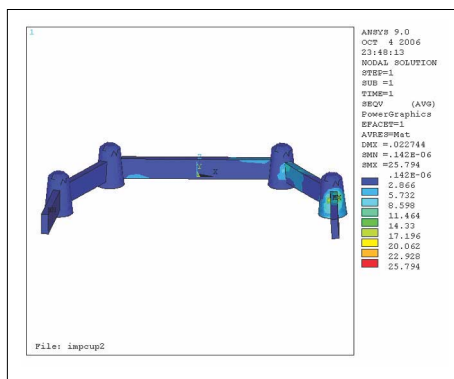 1
ANSYS 9.0
OCT 4 2006
23:48:13
NODAL SOLUTION
STEP=1
SUB =1
TIME=1
SEQV (AVG)
PowerGraphics
EFACET=1
AVRES=Mat
DMX =.022744
SMN =.142E-06
SMX =25.794
.142E-06
2.866
5.732
8.598
11.464
14.33
17.196
20.062
22.928
25.794
Z
X
File: impcup2